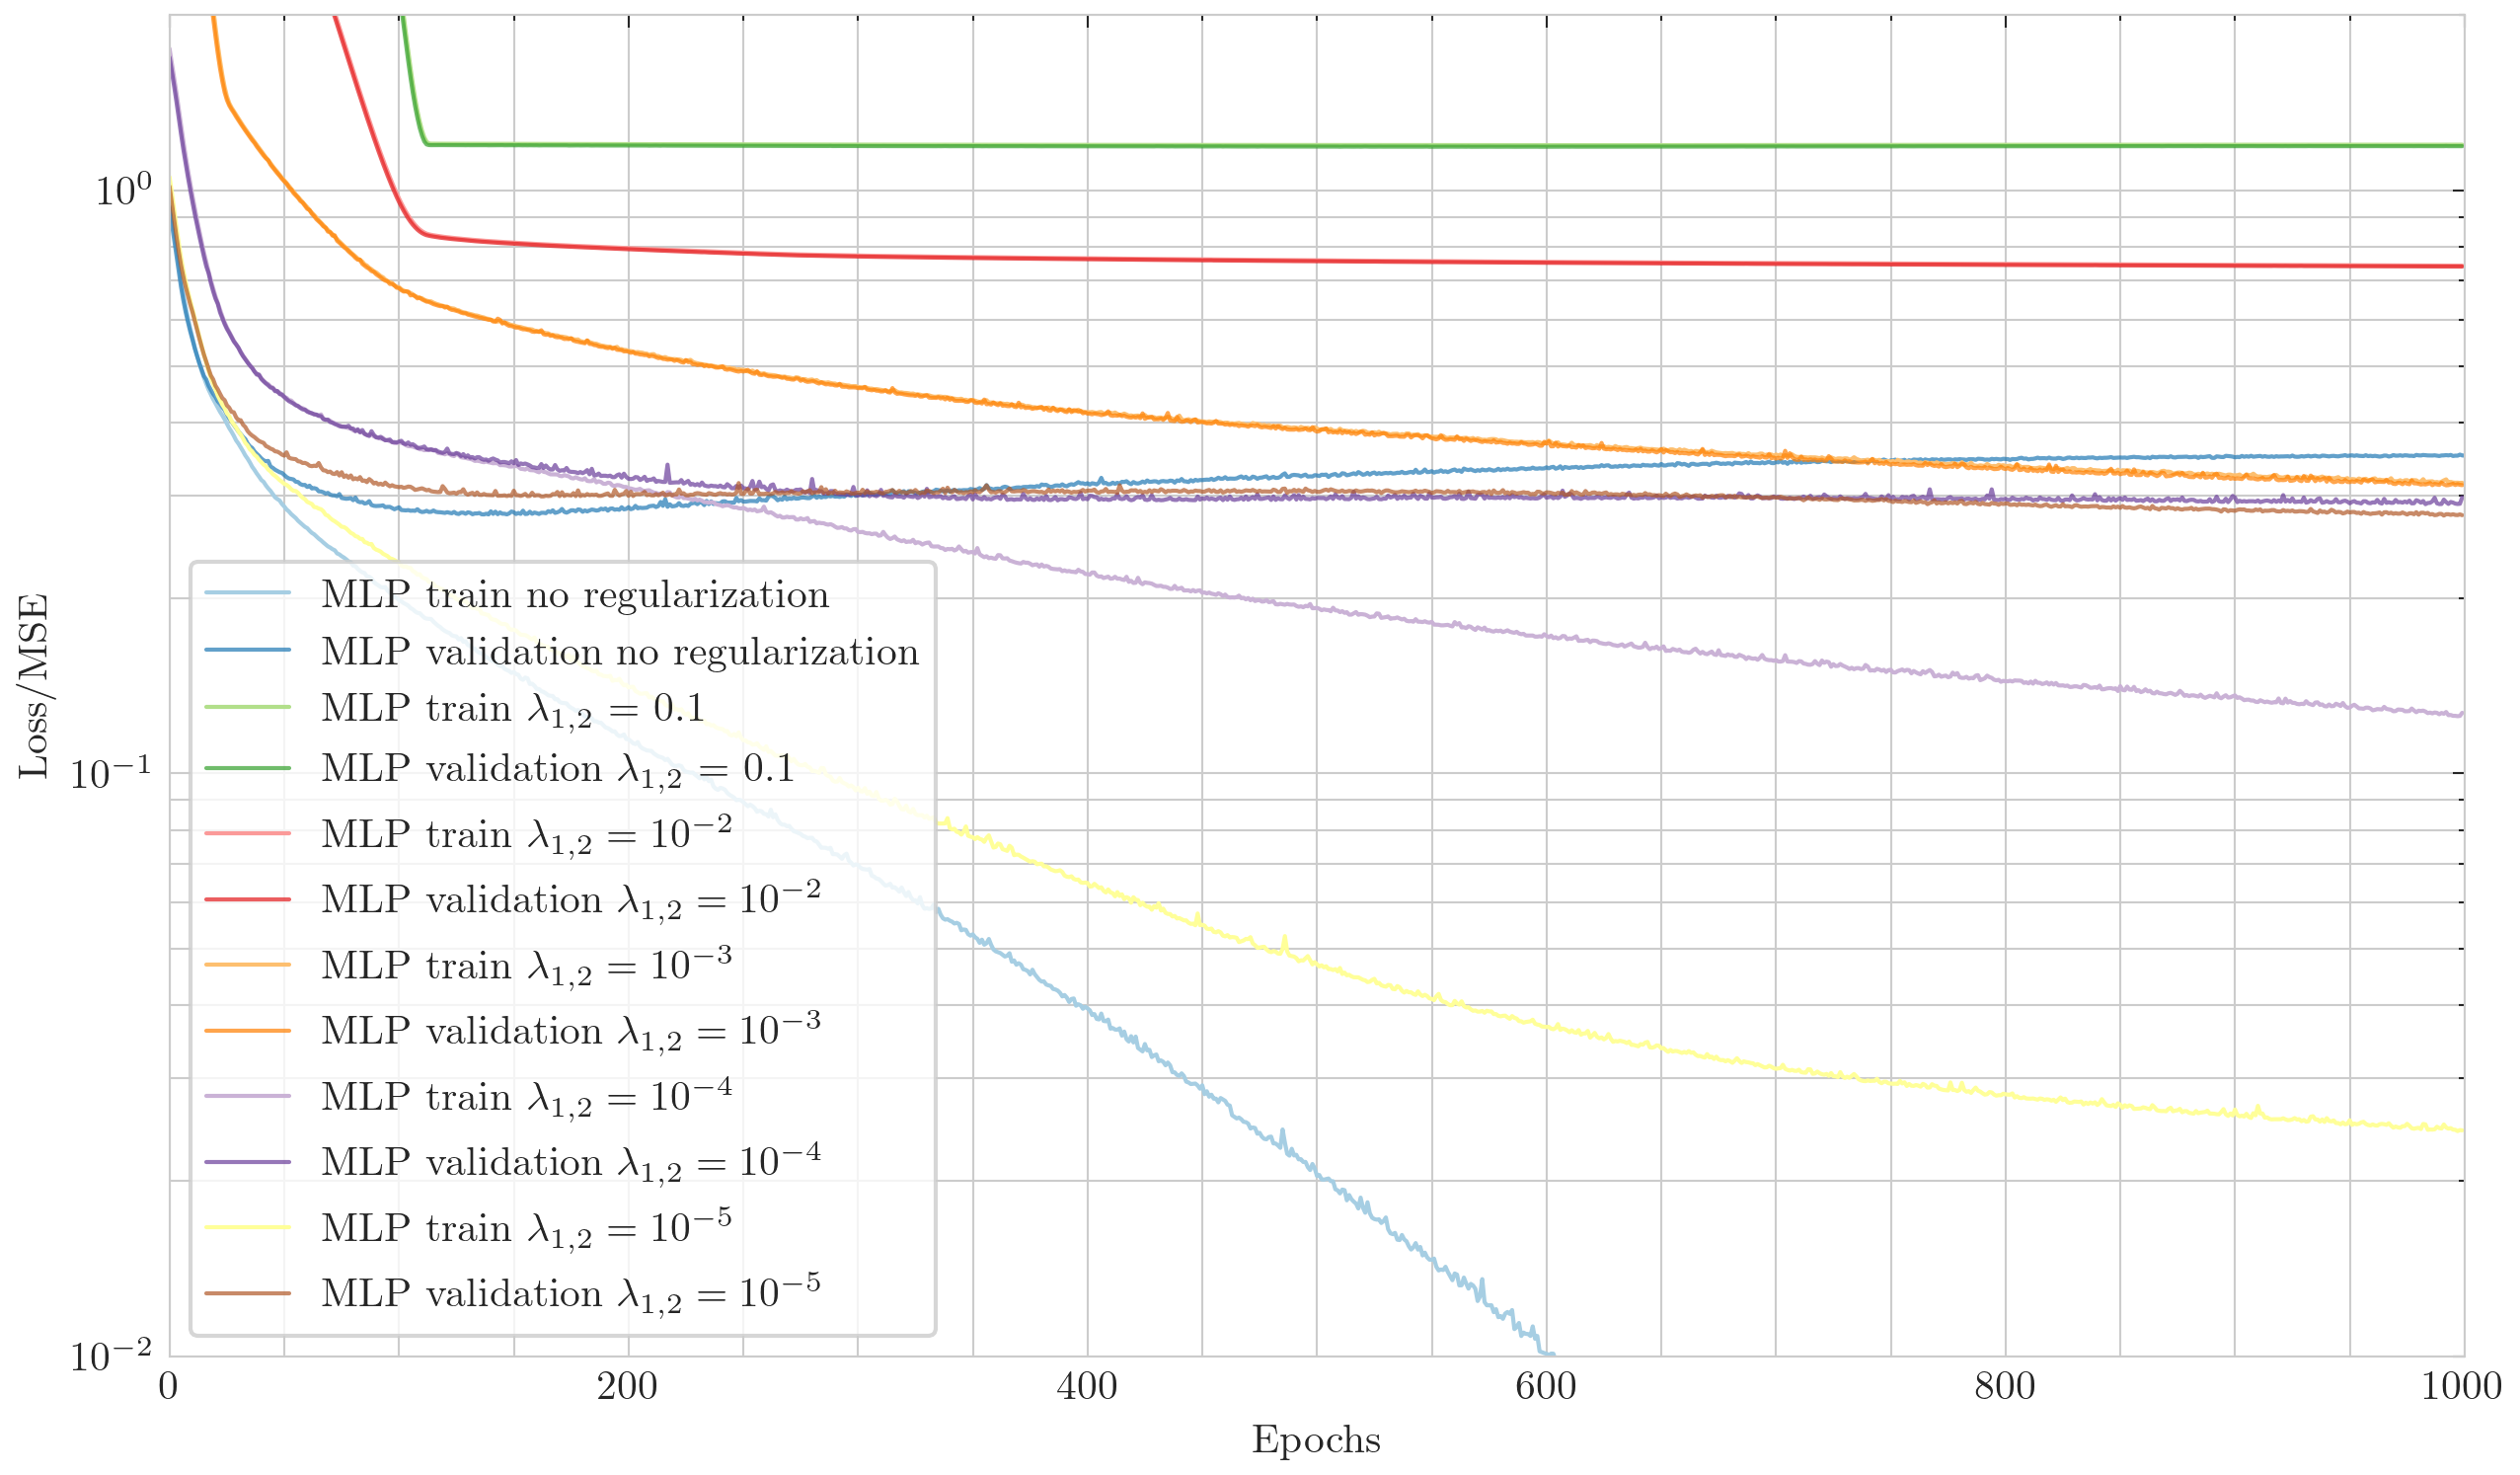 Loss/MSE
10⁰
10⁻¹
10⁻²
MLP train no regularization
MLP validation no regularization
MLP train λ₁,₂ = 0.1
MLP validation λ₁,₂ = 0.1
MLP train λ₁,₂ = 10⁻²
MLP validation λ₁,₂ = 10⁻²
MLP train λ₁,₂ = 10⁻³
MLP validation λ₁,₂ = 10⁻³
MLP train λ₁,₂ = 10⁻⁴
MLP validation λ₁,₂ = 10⁻⁴
MLP train λ₁,₂ = 10⁻⁵
MLP validation λ₁,₂ = 10⁻⁵
0 200 400 600 800 1000
Epochs